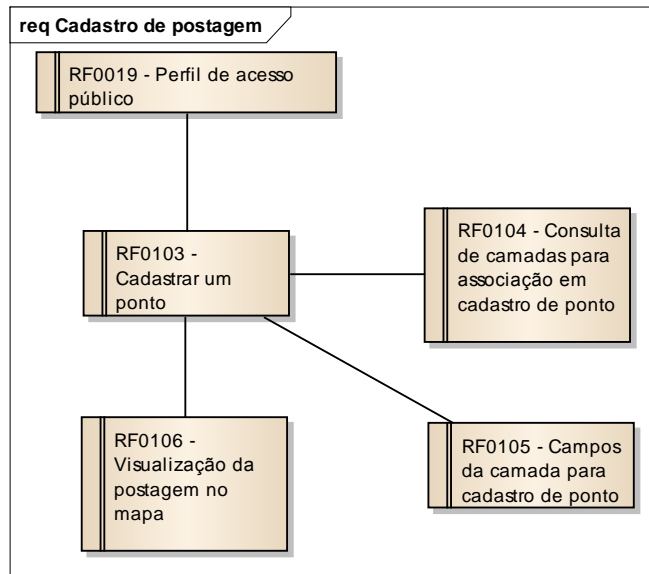 req Cadastro de postagem
RF0019 - Perfil de acesso
público
RF0103 -
Cadastrar um
ponto
RF0104 - Consulta
de camadas para
associação em
cadastro de ponto
RF0106 -
Visualização da
postagem no
mapa
RF0105 - Campos
da camada para
cadastro de ponto